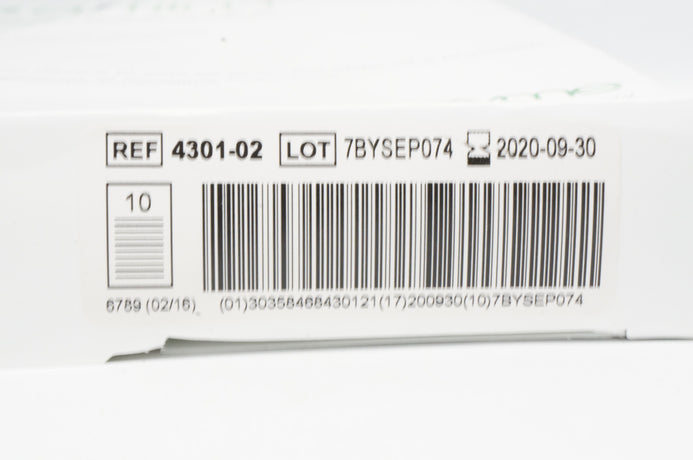 REF 4301-02 LOT 7BYSEP074 2020-09-30
10
6789 (02/16) (01)30358468430121(17)200930(10)7BYSEP074